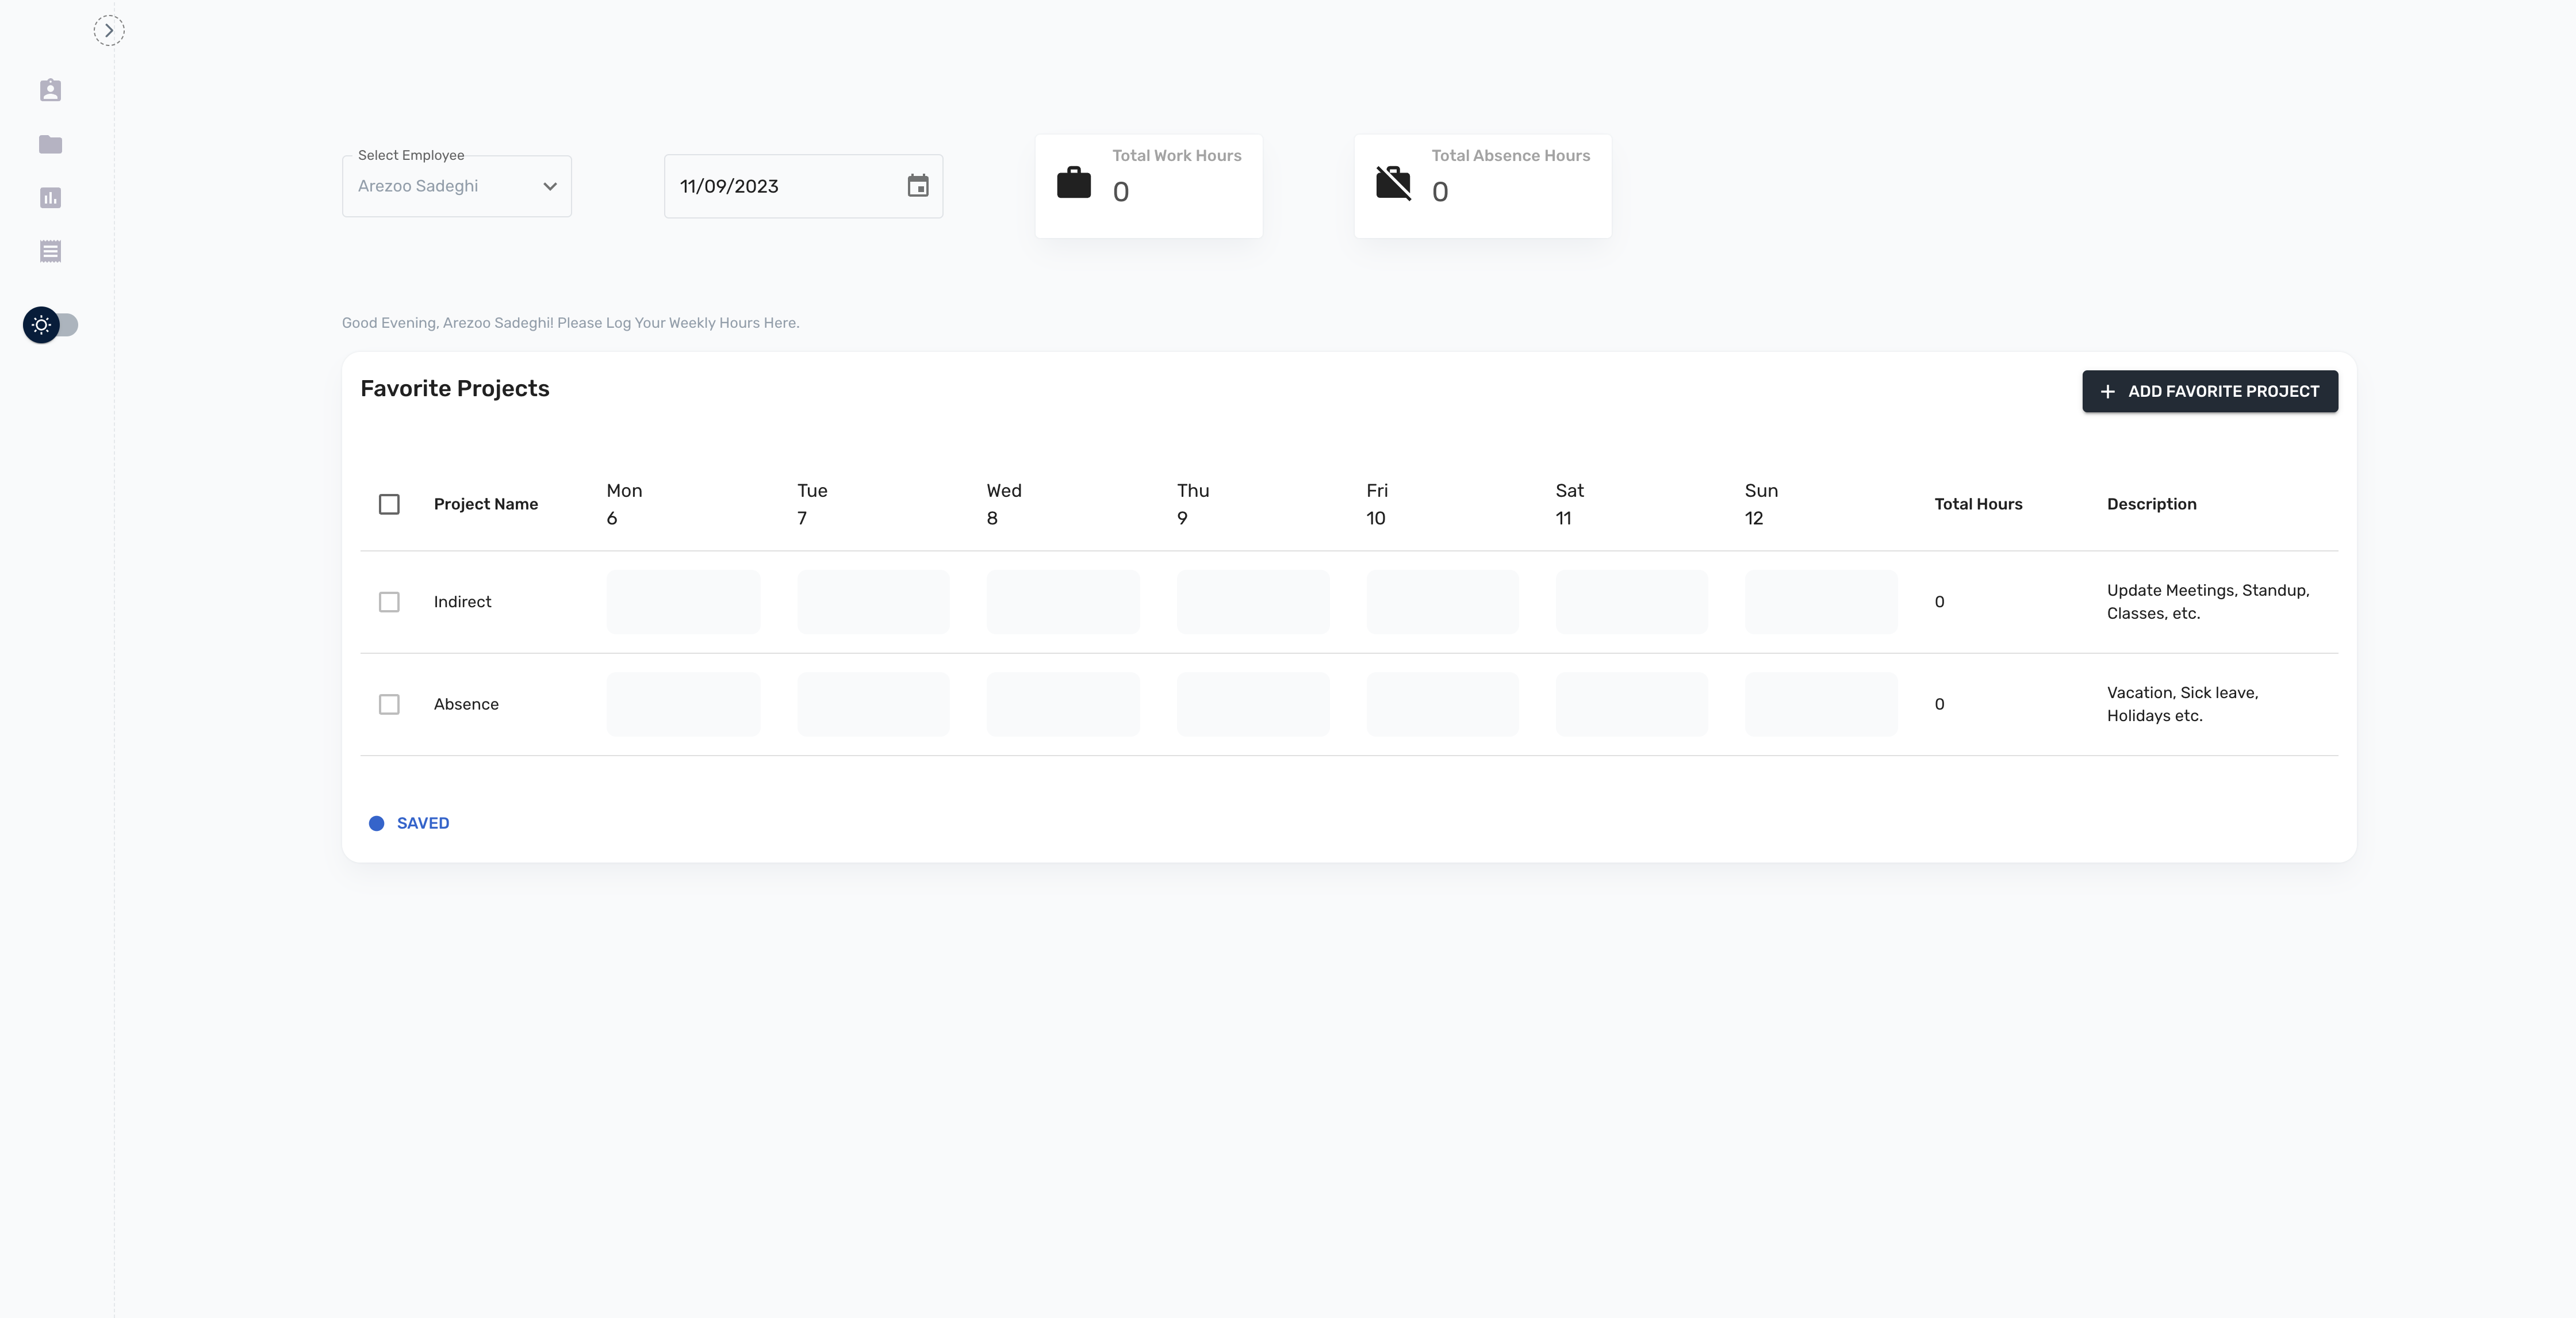 Select Employee
Arezoo Sadeghi
11/09/2023
Total Work Hours
0
Total Absence Hours
0
Good Evening, Arezoo Sadeghi! Please Log Your Weekly Hours Here.
Favorite Projects
ADD FAVORITE PROJECT
Project Name
Mon
6
Tue
7
Wed
8
Thu
9
Fri
10
Sat
11
Sun
12
Total Hours
Description
Indirect
0
Update Meetings, Standup,
Classes, etc.
Absence
0
Vacation, Sick leave,
Holidays etc.
SAVED